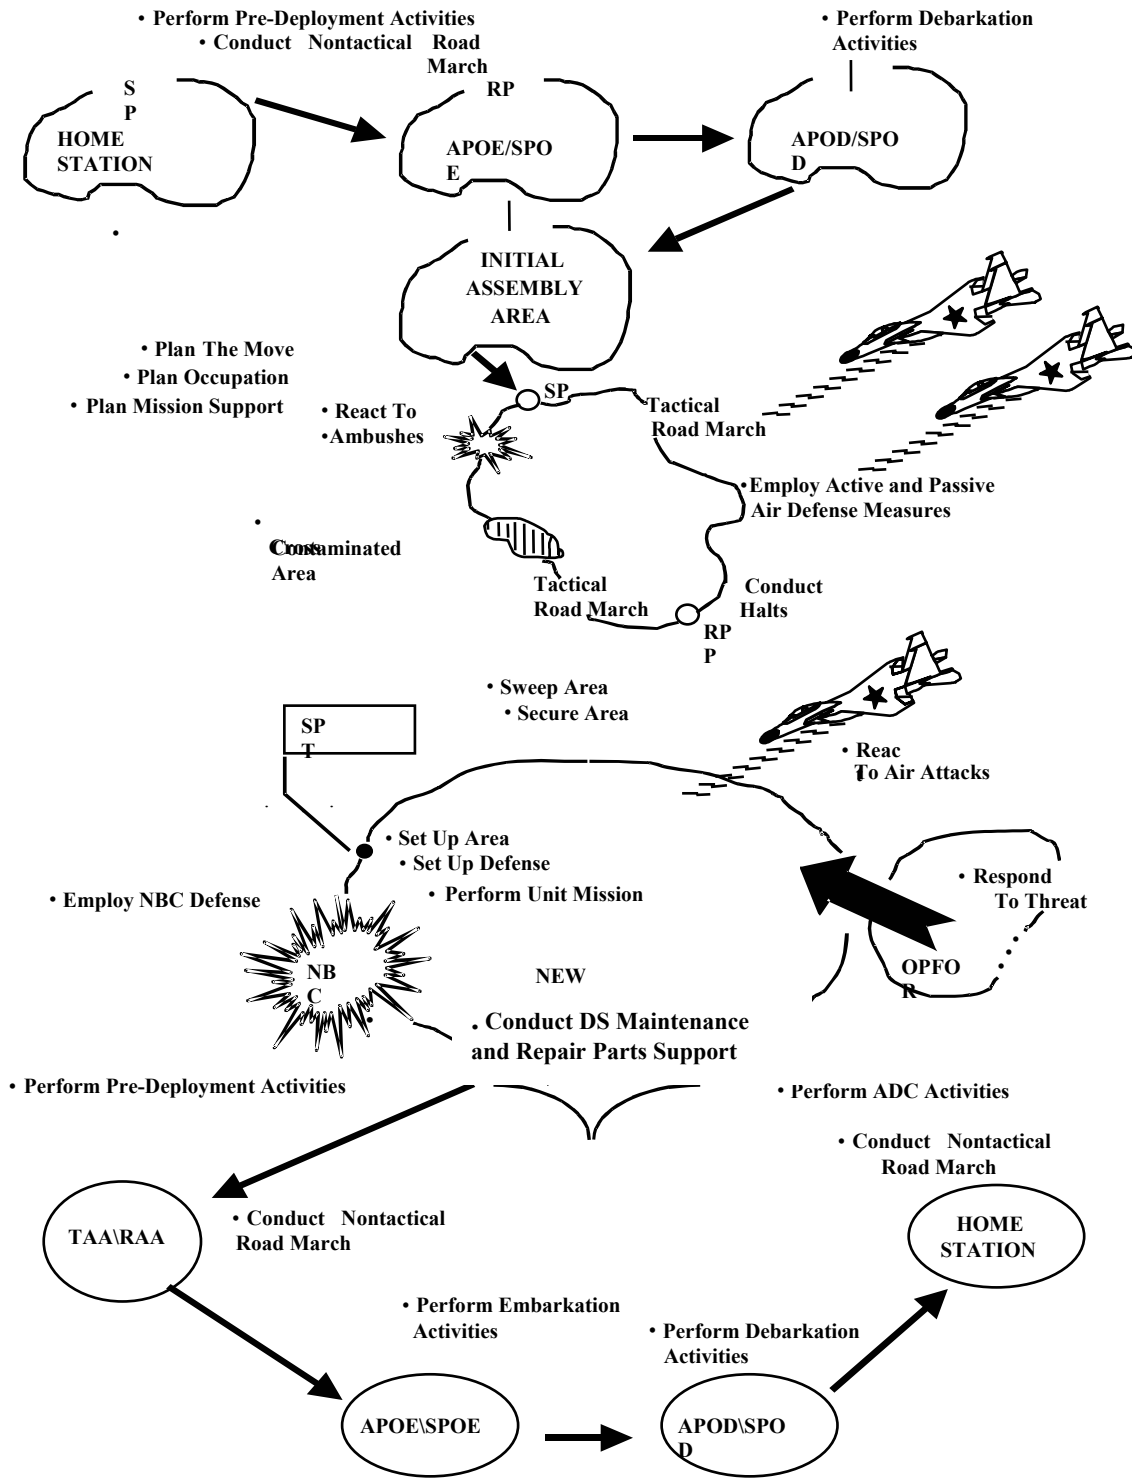 • Perform Pre-Deployment Activities
• Conduct Nontactical Road
March
• Perform Debarkation
Activities
S
P
HOME
STATION
RP
APOE/SPO
E
APOD/SPO
D
•
INITIAL
ASSEMBLY
AREA
• Plan The Move
• Plan Occupation
• Plan Mission Support
• React To
•Ambushes
SP
Tactical
Road March
•Employ Active and Passive
Air Defense Measures
•
Cross
Contaminated
Area
Tactical
Road March
Conduct
Halts
RP
P
• Sweep Area
• Secure Area
SP
T
• Reac
t
To Air Attacks
• Set Up Area
• Set Up Defense
• Perform Unit Mission
• Employ NBC Defense
• Respond
To Threat
NB
C
NEW
OPFO
R
. Conduct DS Maintenance
and Repair Parts Support
• Perform Pre-Deployment Activities
• Perform ADC Activities
• Conduct Nontactical
Road March
TAA\RAA
• Conduct Nontactical
Road March
HOME
STATION
• Perform Embarkation
Activities
• Perform Debarkation
Activities
APOE\SPOE
APOD\SPO
D